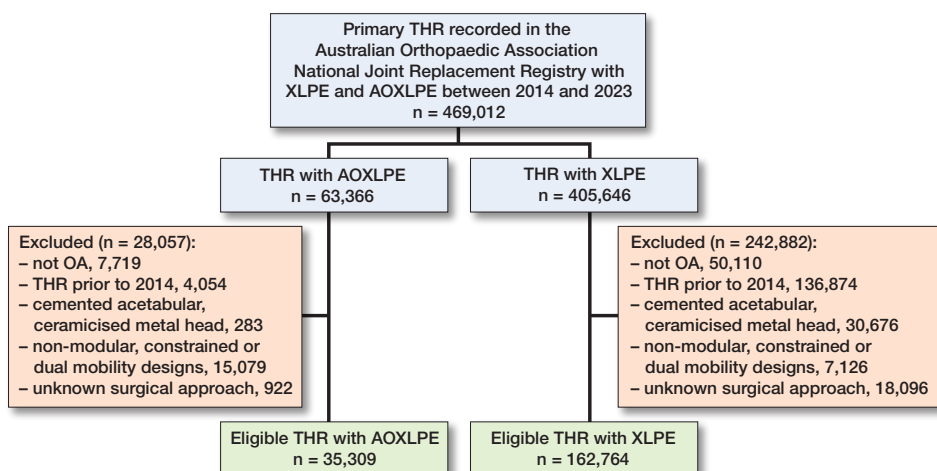 Primary THR recorded in the
Australian Orthopaedic Association
National Joint Replacement Registry with
XLPE and AOXLPE between 2014 and 2023
n = 469,012
THR with AOXLPE
n = 63,366
THR with XLPE
n = 405,646
Excluded (n = 28,057):
– not OA, 7,719
– THR prior to 2014, 4,054
– cemented acetabular,
ceramicised metal head, 283
– non-modular, constrained or
dual mobility designs, 15,079
– unknown surgical approach, 922
Excluded (n = 242,882):
– not OA, 50,110
– THR prior to 2014, 136,874
– cemented acetabular,
ceramicised metal head, 30,676
– non-modular, constrained or
dual mobility designs, 7,126
– unknown surgical approach, 18,096
Eligible THR with AOXLPE
n = 35,309
Eligible THR with XLPE
n = 162,764